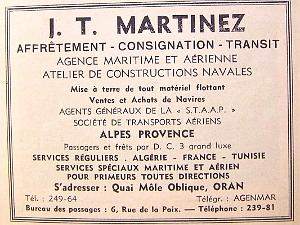 J. T. MARTINEZ
AFFRÊTEMENT - CONSIGNATION - TRANSIT
AGENCE MARITIME ET AÉRIENNE
ATELIER DE CONSTRUCTIONS NAVALES
Mise à terre de tout matériel flottant
Ventes et Achats de Navires
AGENTS GÉNÉRAUX DE LA « S.T.A.A.P. »
SOCIÉTÉ DE TRANSPORTS AÉRIENS
ALPES PROVENCE
Passagers et frêts par D. C. 3 grand luxe
SERVICES RÉGULIERS : ALGÉRIE - FRANCE - TUNISIE
SERVICES SPÉCIAUX MARITIME ET AÉRIEN
POUR PRIMEURS TOUTES DIRECTIONS
S'adresser : Quai Môle Oblique, ORAN
Tél. : 249-64 Télégr. : AGENMAR
Bureau des passages : 6, Rue de la Paix. — Téléphone : 239-81